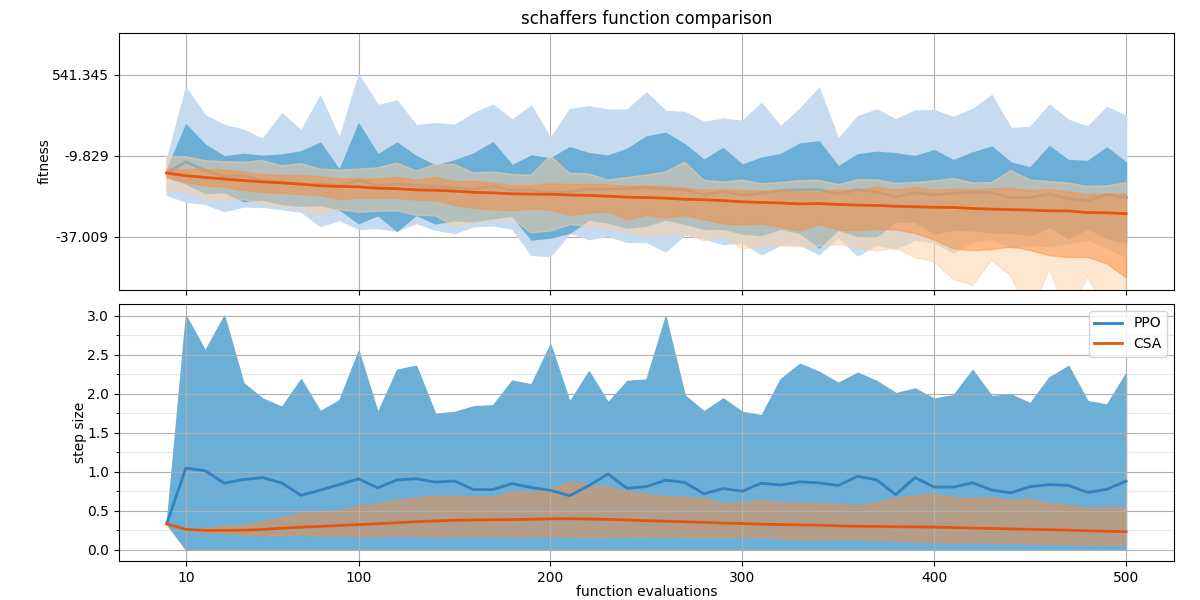 schaffers function comparison
541.345
-9.829
-37.009
fitness
3.0
2.5
2.0
1.5
1.0
0.5
0.0
step size
PPO
CSA
10 100 200 300 400 500
function evaluations